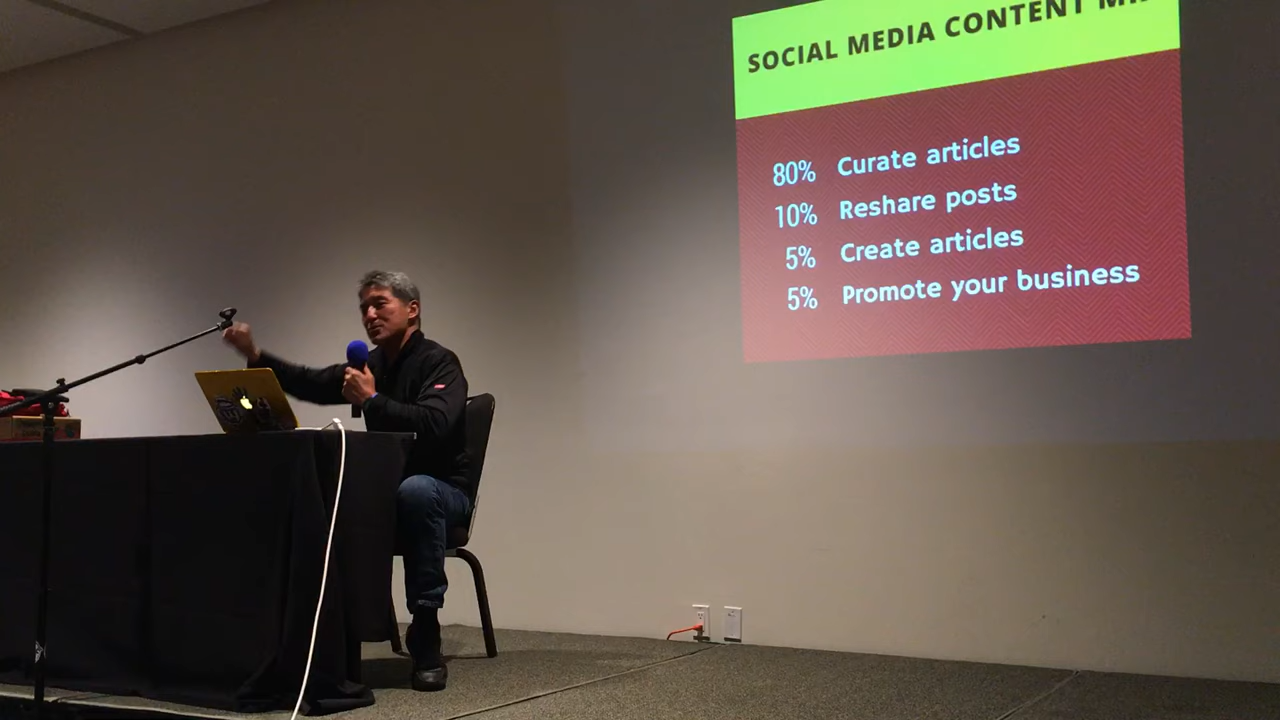 SOCIAL MEDIA CONTENT
80% Curate articles
10% Reshare posts
5% Create articles
5% Promote your business